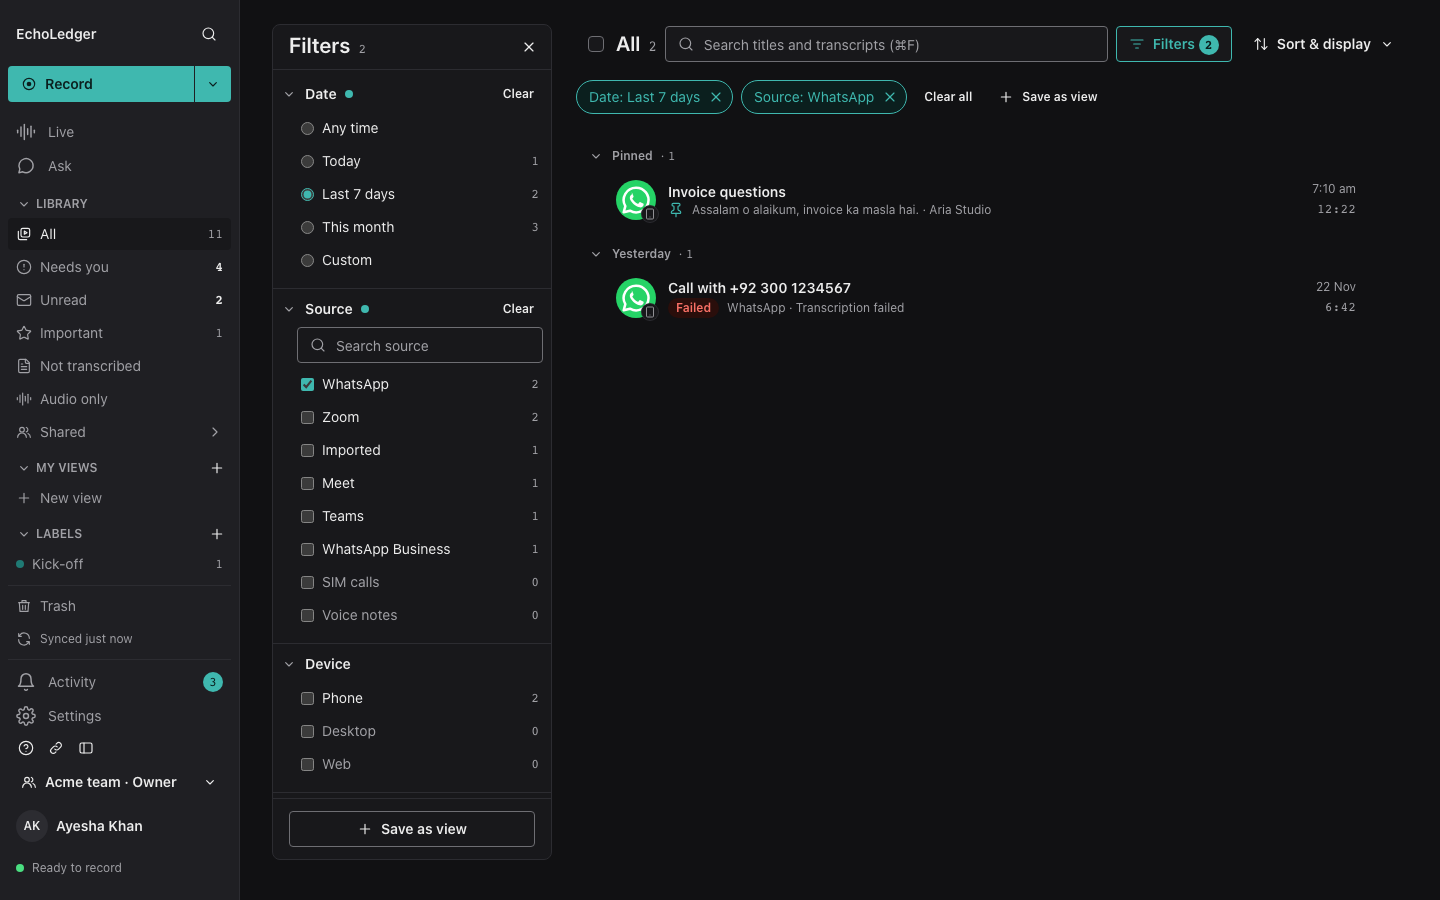 EchoLedger
Record
Live
Ask
LIBRARY
All 11
Needs you 4
Unread 2
Important 1
Not transcribed
Audio only
Shared
MY VIEWS
New view
LABELS
Kick-off 1
Trash
Synced just now
Activity 3
Settings
Acme team · Owner
AK Ayesha Khan
Ready to record
Filters 2
Date Clear
Any time
Today 1
Last 7 days 2
This month 3
Custom
Source Clear
Search source
WhatsApp 2
Zoom 2
Imported 1
Meet 1
Teams 1
WhatsApp Business 1
SIM calls 0
Voice notes 0
Device
Phone 2
Desktop 0
Web 0
Save as view
All 2
Search titles and transcripts (⌘F)
Filters 2
Sort & display
Date: Last 7 days
Source: WhatsApp
Clear all
Save as view
Pinned · 1
Invoice questions 7:10 am
Assalam o alaikum, invoice ka masla hai. · Aria Studio 12:22
Yesterday · 1
Call with +92 300 1234567 22 Nov
Failed WhatsApp · Transcription failed 6:42